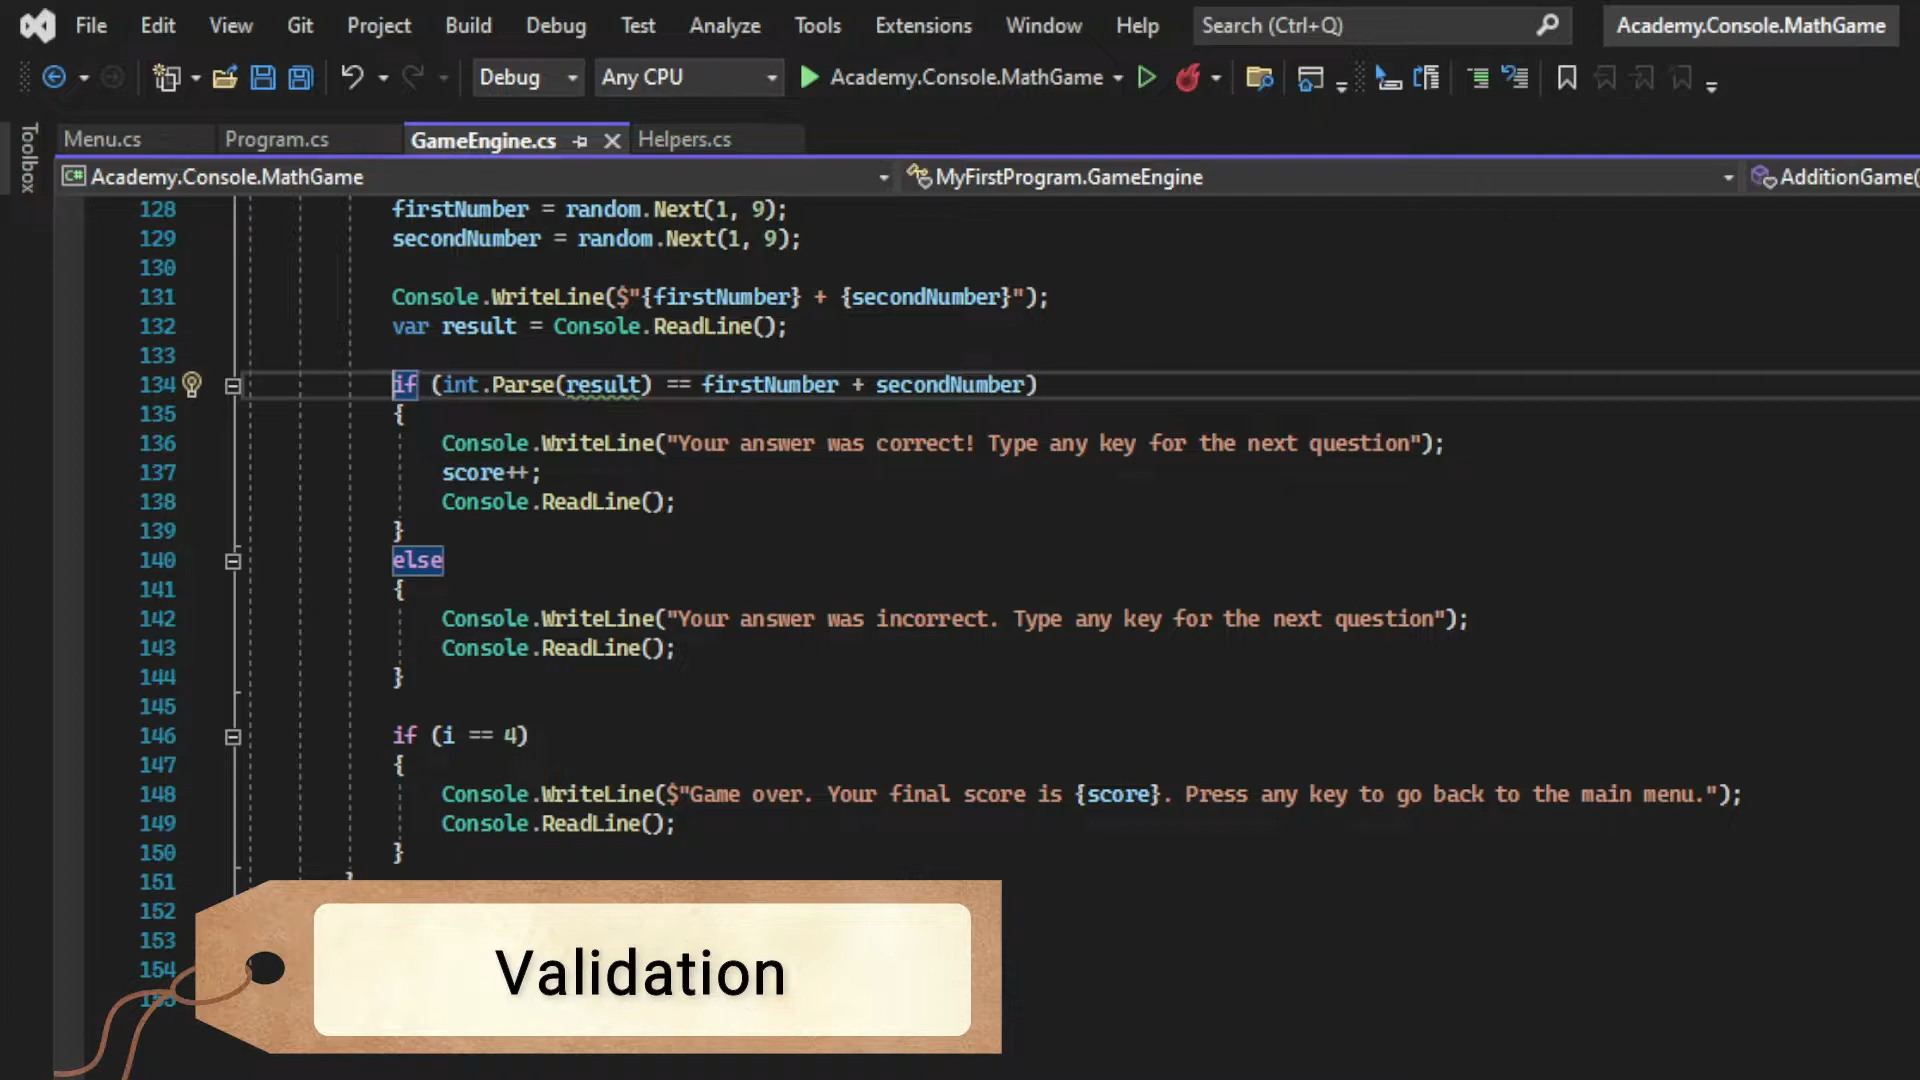 File Edit View Git Project Build Debug Test Analyze Tools Extensions Window Help Search (Ctrl+Q) Academy.Console.MathGame
Debug Any CPU Academy.Console.MathGame
Toolbox
Menu.cs Program.cs GameEngine.cs Helpers.cs
C# Academy.Console.MathGame MyFirstProgram.GameEngine AdditionGame(
128 firstNumber = random.Next(1, 9);
129 secondNumber = random.Next(1, 9);
130
131 Console.WriteLine($"{firstNumber} + {secondNumber}");
132 var result = Console.ReadLine();
133
134 if (int.Parse(result) == firstNumber + secondNumber)
135 {
136 Console.WriteLine("Your answer was correct! Type any key for the next question");
137 score++;
138 Console.ReadLine();
139 }
140 else
141 {
142 Console.WriteLine("Your answer was incorrect. Type any key for the next question");
143 Console.ReadLine();
144 }
145
146 if (i == 4)
147 {
148 Console.WriteLine($"Game over. Your final score is {score}. Press any key to go back to the main menu.");
149 Console.ReadLine();
150 }
151 }
152
153
154
155
Validation